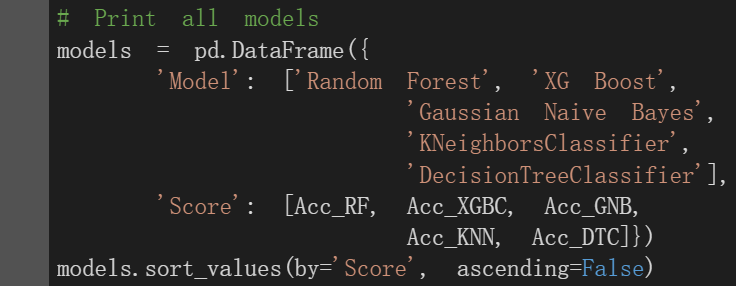 # Print all models
models = pd.DataFrame({
'Model': ['Random Forest', 'XG Boost',
'Gaussian Naive Bayes',
'KNeighborsClassifier',
'DecisionTreeClassifier'],
'Score': [Acc_RF, Acc_XGBC, Acc_GNB,
Acc_KNN, Acc_DTC]})
models.sort_values(by='Score', ascending=False)